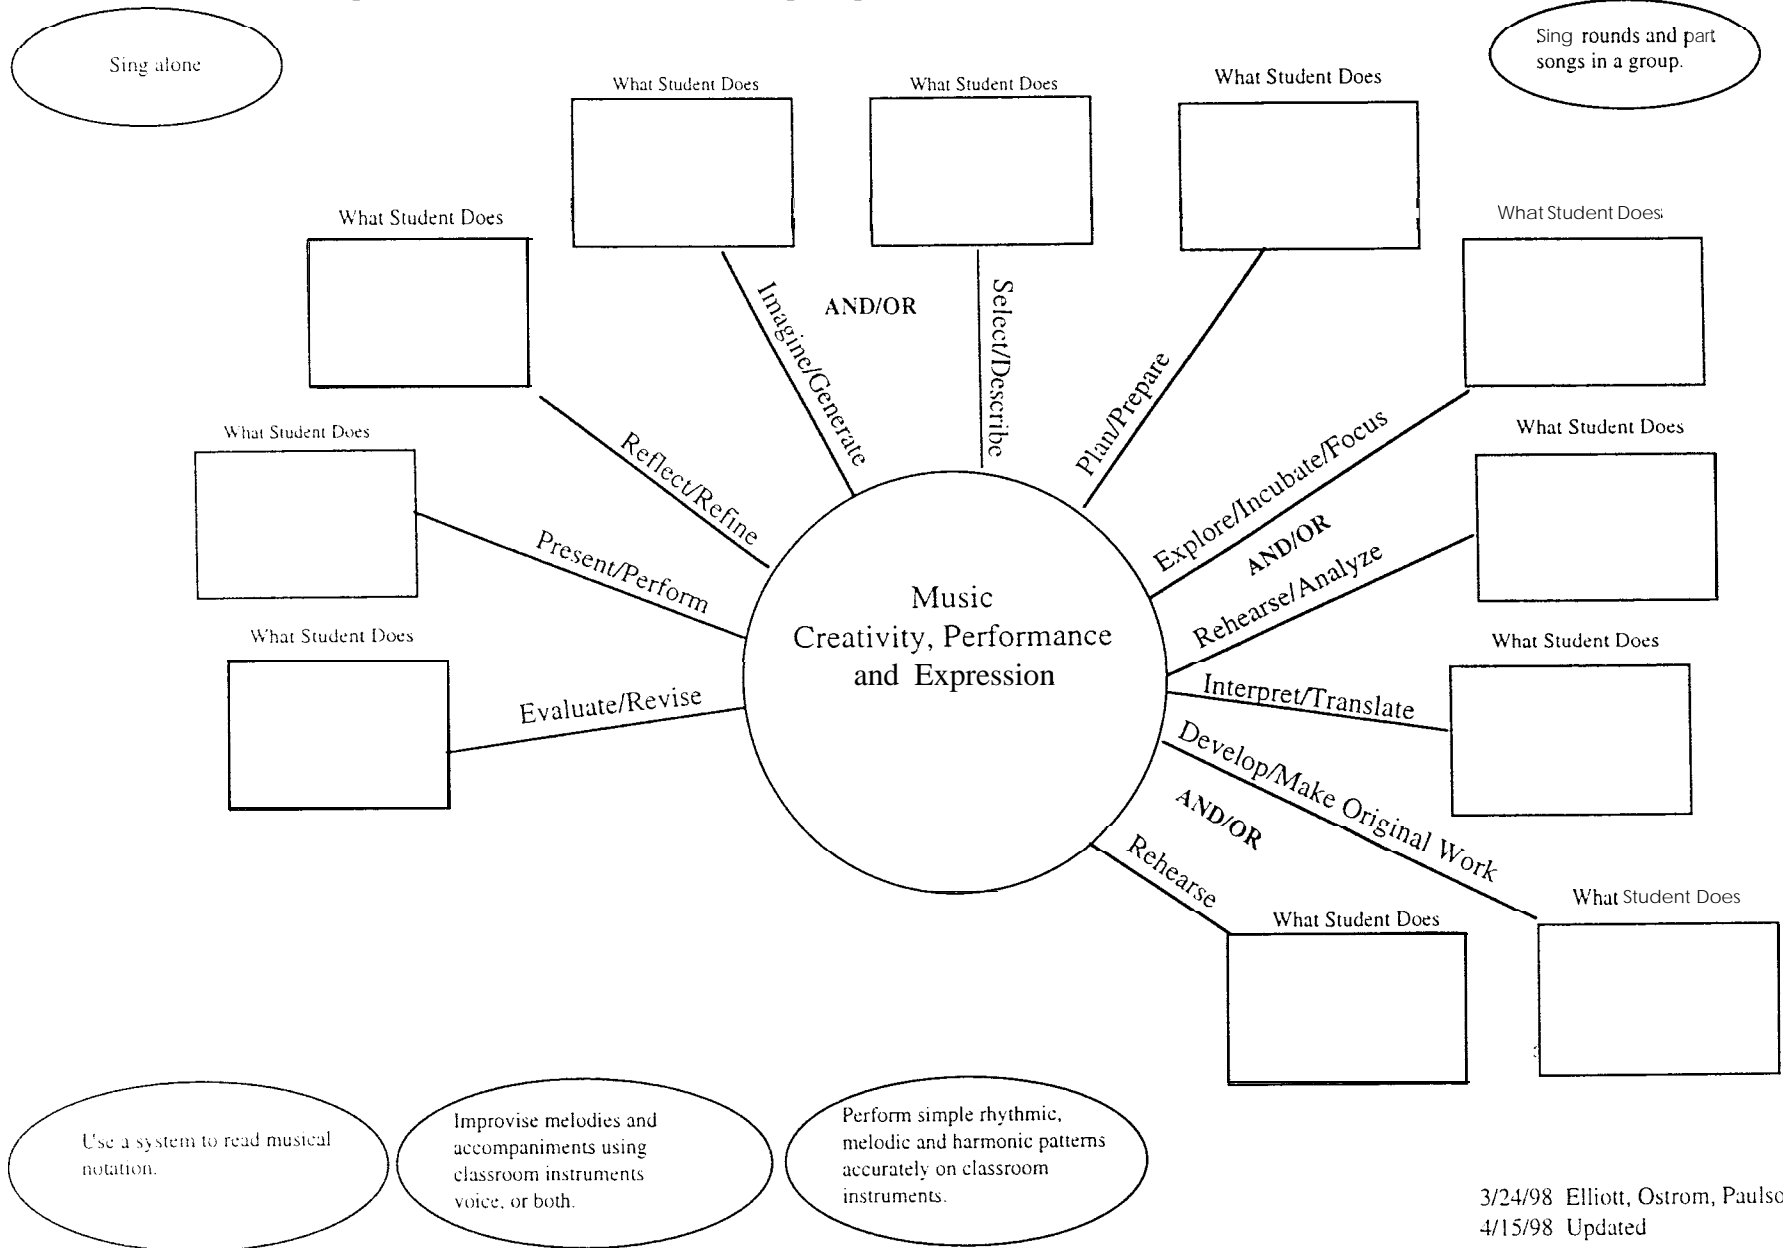 Sing alone
Sing rounds and part
songs in a group.
What Student Does
What Student Does
What Student Does
What Student Does
What Student Does
Imagine/Generate
AND/OR
Select/Describe
Plan/Prepare
Explore/Incubate/Focus
AND/OR
Rehearse/Analyze
What Student Does
What Student Does
Reflect/Refine
Present/Perform
Music
Creativity, Performance
and Expression
What Student Does
What Student Does
Evaluate/Revise
Interpret/Translate
Develop/Make Original Work
AND/OR
Rehearse
What Student Does
What Student Does
Use a system to read musical
notation.
Improvise melodies and
accompaniments using
classroom instruments
voice, or both.
Perform simple rhythmic,
melodic and harmonic patterns
accurately on classroom
instruments.
3/24/98 Elliott, Ostrom, Paulso
4/15/98 Updated